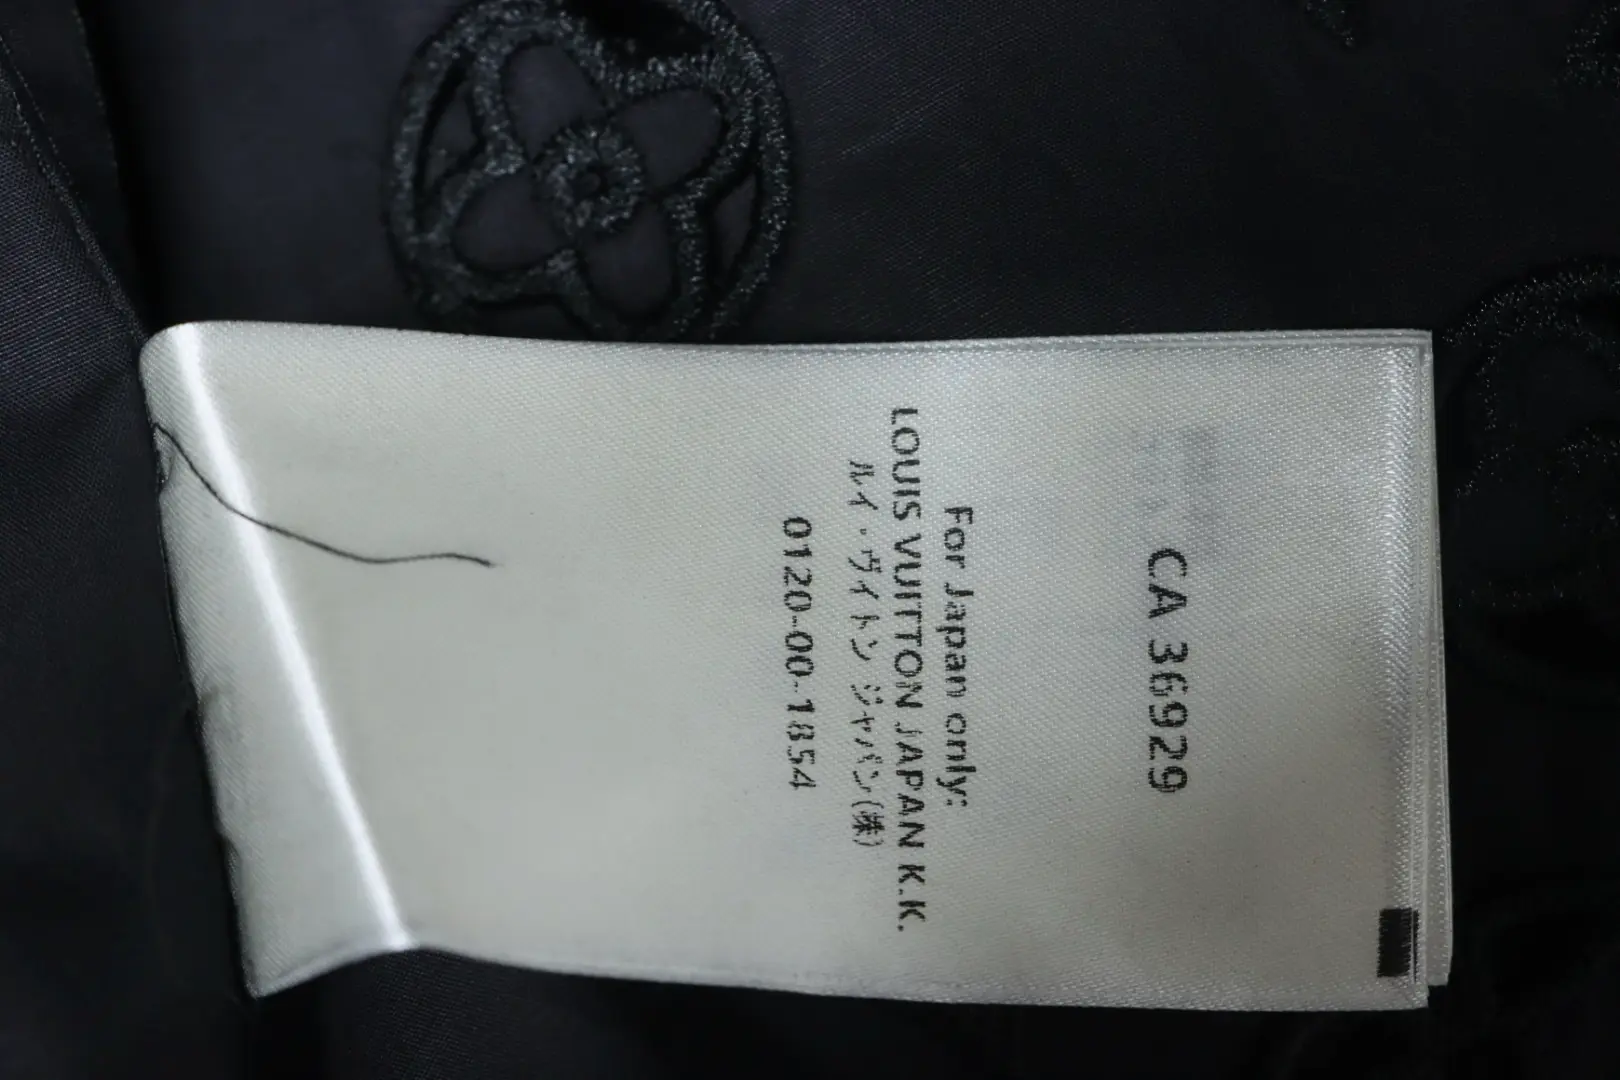 CA 36929
For Japan only:
LOUIS VUITTON JAPAN K.K.
ルイ・ヴィトン ジャパン(株)
0120-00-1854